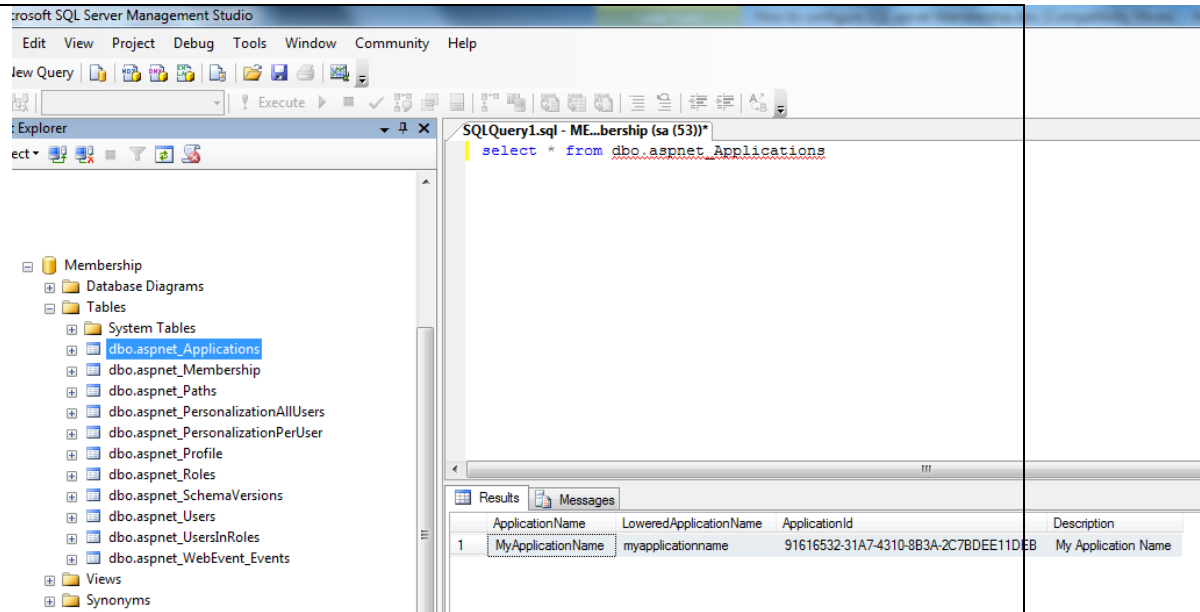 crosoft SQL Server Management Studio
Edit View Project Debug Tools Window Community Help
New Query
Execute
t Explorer
ect
SQLQuery1.sql - ME...bership (sa (53))*
select * from dbo.aspnet_Applications
Membership
Database Diagrams
Tables
System Tables
dbo.aspnet_Applications
dbo.aspnet_Membership
dbo.aspnet_Paths
dbo.aspnet_PersonalizationAllUsers
dbo.aspnet_PersonalizationPerUser
dbo.aspnet_Profile
dbo.aspnet_Roles
dbo.aspnet_SchemaVersions
dbo.aspnet_Users
dbo.aspnet_UsersInRoles
dbo.aspnet_WebEvent_Events
Views
Synonyms
Results Messages
ApplicationName LoweredApplicationName ApplicationId Description
1 MyApplicationName myapplicationname 91616532-31A7-4310-8B3A-2C7BDEE11DEB My Application Name